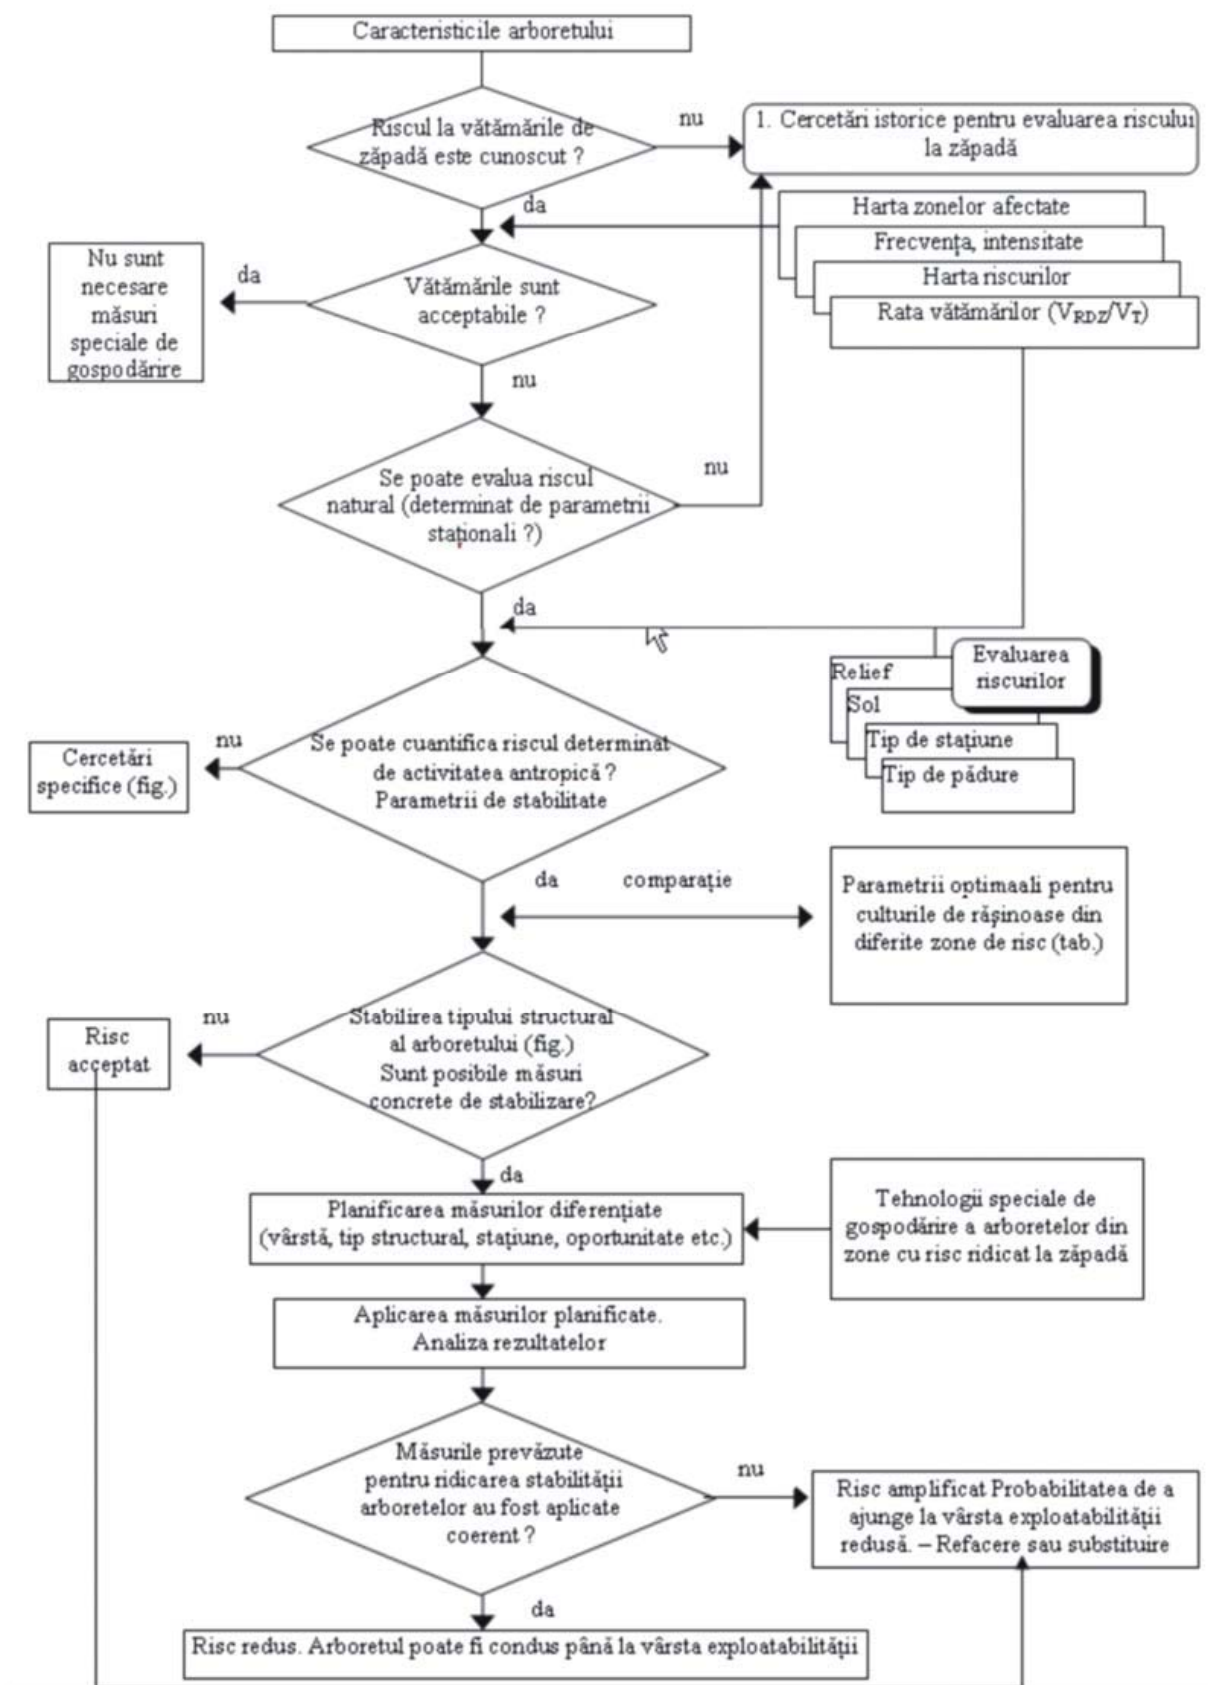 Caracteristicile arboretului
Riscul la vătămările de
zăpadă este cunoscut ?
nu
1. Cercetări istorice pentru evaluarea riscului
la zăpadă
da
Harta zonelor afectate
Frecvența, intensitate
Harta riscurilor
Rata vătămărilor (VRDZ/VT)
Nu sunt
necesare
măsuri
speciale de
gospodărire
da
Vătămările sunt
acceptabile ?
nu
Se poate evalua riscul
natural (determinat de parametrii
staționali ?)
nu
da
Evaluarea
riscurilor
Relief
Sol
Tip de stațiune
Tip de pădure
Cercetări
specifice (fig.)
nu
Se poate cuantifica riscul determinat
de activitatea antropică ?
Parametrii de stabilitate
da
comparație
Parametrii optimaali pentru
culturile de rășinoase din
diferite zone de risc (tab.)
Risc
acceptat
nu
Stabilirea tipului structural
al arboretului (fig.)
Sunt posibile măsuri
concrete de stabilizare?
da
Planificarea măsurilor diferențiate
(vârstă, tip structural, stațiune, oportunitate etc.)
Tehnologii speciale de
gospodărire a arboretelor din
zone cu risc ridicat la zăpadă
Aplicarea măsurilor planificate.
Analiza rezultatelor
Măsurile prevăzute
pentru ridicarea stabilității
arboretelor au fost aplicate
coerent ?
nu
Risc amplificat Probabilitatea de a
ajunge la vârsta exploatabilității
redusă. – Refacere sau substituire
da
Risc redus. Arboretul poate fi condus până la vârsta exploatabilității